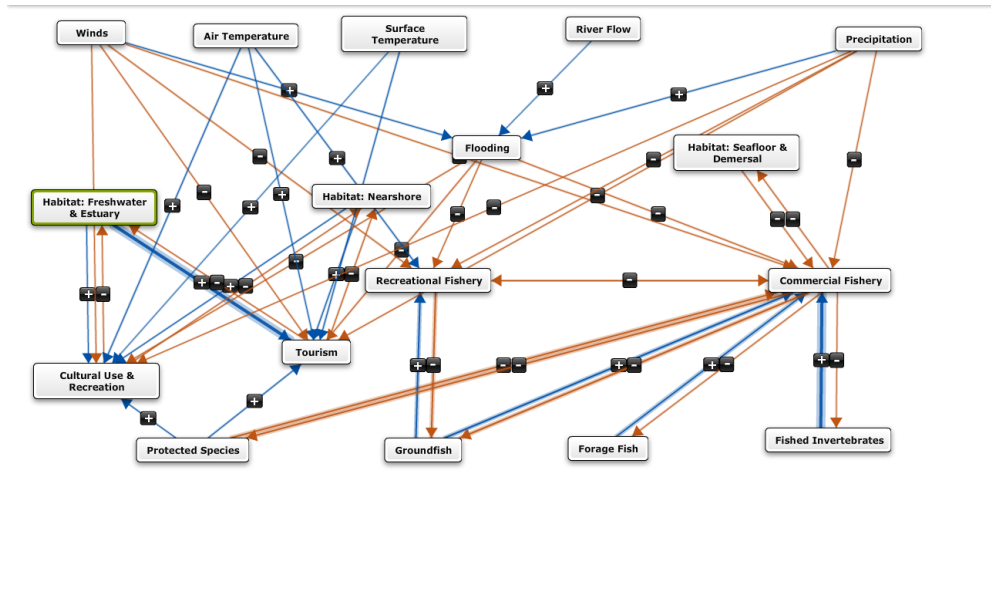 Winds
Air Temperature
Surface
Temperature
River Flow
Precipitation
Flooding
Habitat: Seafloor &
Demersal
Habitat: Freshwater
& Estuary
Habitat: Nearshore
Recreational Fishery
Commercial Fishery
Tourism
Cultural Use &
Recreation
Protected Species
Groundfish
Forage Fish
Fished Invertebrates